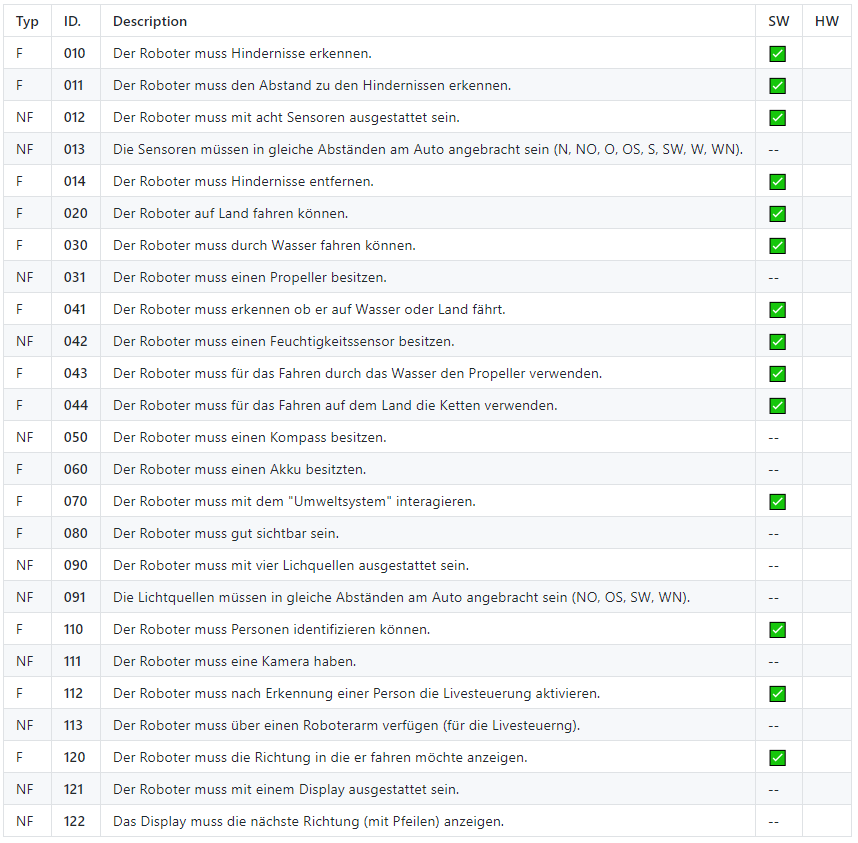 Typ ID. Description SW HW
F 010 Der Roboter muss Hindernisse erkennen. ✅
F 011 Der Roboter muss den Abstand zu den Hindernissen erkennen. ✅
NF 012 Der Roboter muss mit acht Sensoren ausgestattet sein. ✅
NF 013 Die Sensoren müssen in gleiche Abständen am Auto angebracht sein (N, NO, O, OS, S, SW, W, WN). --
F 014 Der Roboter muss Hindernisse entfernen. ✅
F 020 Der Roboter auf Land fahren können. ✅
F 030 Der Roboter muss durch Wasser fahren können. ✅
NF 031 Der Roboter muss einen Propeller besitzen. --
F 041 Der Roboter muss erkennen ob er auf Wasser oder Land fährt. ✅
NF 042 Der Roboter muss einen Feuchtigkeitssensor besitzen. ✅
F 043 Der Roboter muss für das Fahren durch das Wasser den Propeller verwenden. ✅
F 044 Der Roboter muss für das Fahren auf dem Land die Ketten verwenden. ✅
NF 050 Der Roboter muss einen Kompass besitzen. --
F 060 Der Roboter muss einen Akku besitzten. --
F 070 Der Roboter muss mit dem "Umweltsystem" interagieren. ✅
F 080 Der Roboter muss gut sichtbar sein. --
NF 090 Der Roboter muss mit vier Lichquellen ausgestattet sein. --
NF 091 Die Lichtquellen müssen in gleiche Abständen am Auto angebracht sein (NO, OS, SW, WN). --
F 110 Der Roboter muss Personen identifizieren können. ✅
NF 111 Der Roboter muss eine Kamera haben. --
F 112 Der Roboter muss nach Erkennung einer Person die Livesteuerung aktivieren. ✅
NF 113 Der Roboter muss über einen Roboterarm verfügen (für die Livesteuerng). --
F 120 Der Roboter muss die Richtung in die er fahren möchte anzeigen. ✅
NF 121 Der Roboter muss mit einem Display ausgestattet sein. --
NF 122 Das Display muss die nächste Richtung (mit Pfeilen) anzeigen. --